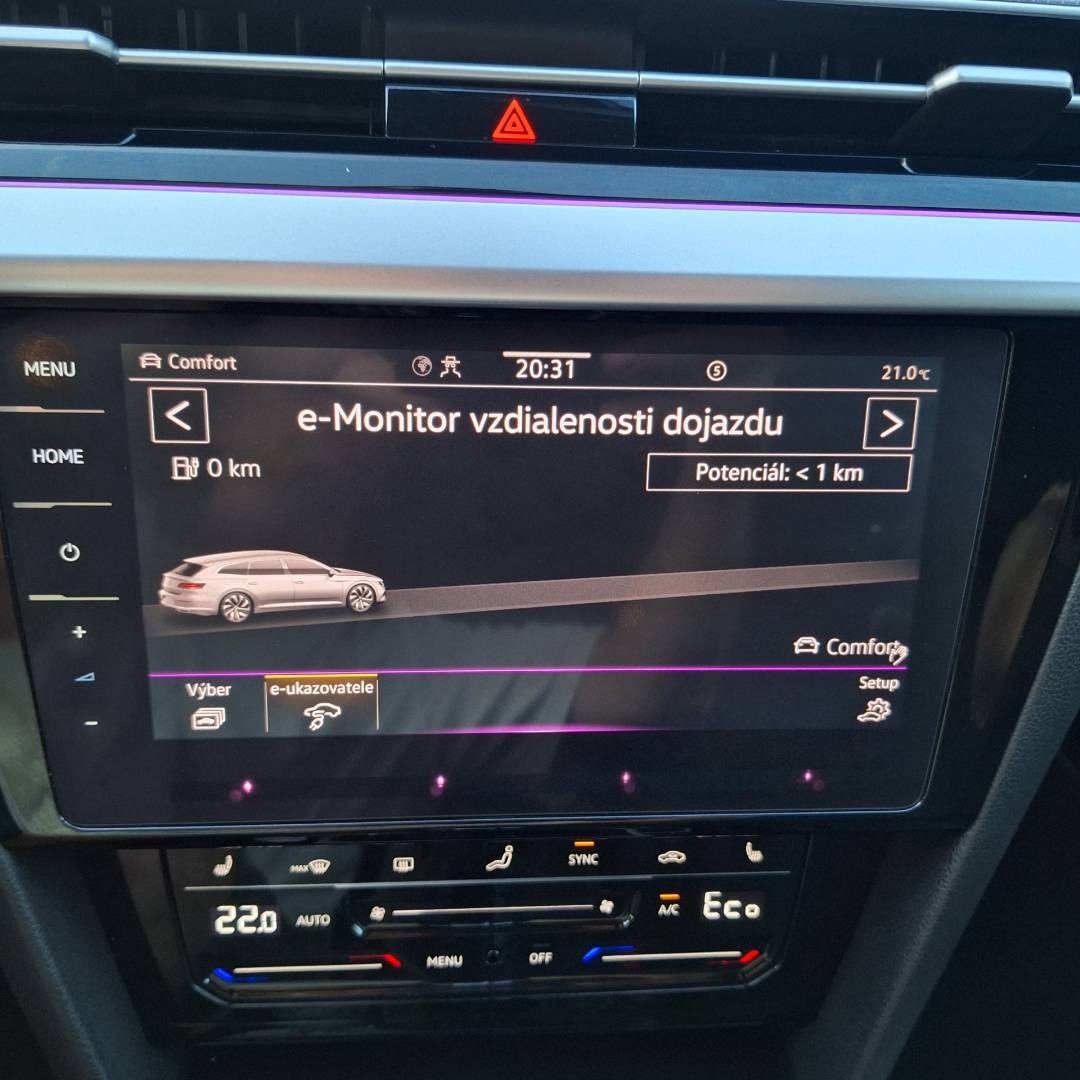 MENU
HOME
+
-
Comfort
20:31
5
21.0°C
<
e-Monitor vzdialenosti dojazdu
>
0 km
Potenciál: < 1 km
Comfort
Výber
e-ukazovatele
Setup
MAX
SYNC
22.0
AUTO
A/C
Eco
MENU
OFF